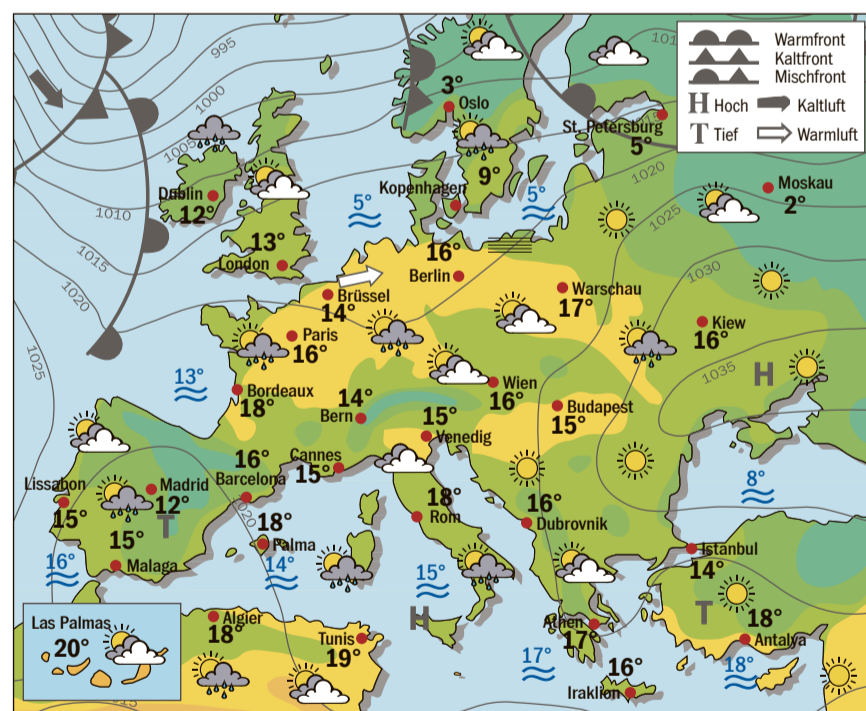 995
1000
1005
1010
1015
1020
1025
1015
1020
1025
1030
1035
1020
Warmfront
Kaltfront
Mischfront
H Hoch
Kaltluft
T Tief
Warmluft
3°
Oslo
St. Petersburg
5°
9°
Kopenhagen
5°
5°
Moskau
2°
Dublin
12°
13°
London
16°
Berlin
Brüssel
14°
Warschau
17°
Paris
16°
Kiew
16°
H
13°
Bordeaux
18°
14°
Bern
Wien
16°
Budapest
15°
15°
Venedig
Cannes
15°
16°
Barcelona
Lissabon
15°
Madrid
12°
T
15°
Malaga
18°
Palma
14°
16°
18°
Rom
16°
Dubrovnik
8°
Istanbul
14°
15°
H
T
18°
Antalya
18°
Athen
17°
17°
16°
Iraklion
Las Palmas
20°
Algier
18°
Tunis
19°